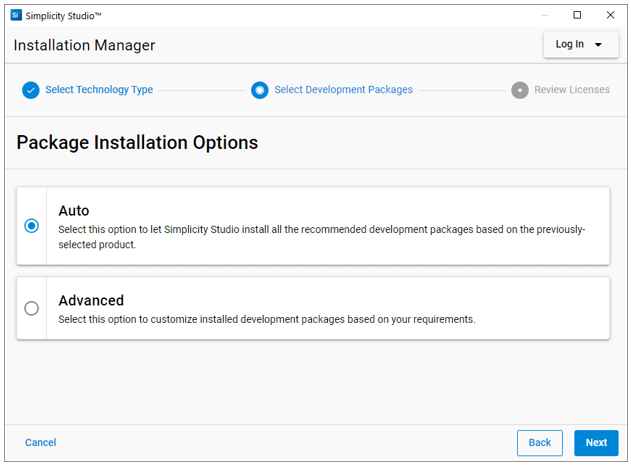 Si Simplicity Studio™
Installation Manager
Log In
Select Technology Type
Select Development Packages
Review Licenses
Package Installation Options
Auto
Select this option to let Simplicity Studio install all the recommended development packages based on the previously-
selected product.
Advanced
Select this option to customize installed development packages based on your requirements.
Cancel
Back
Next